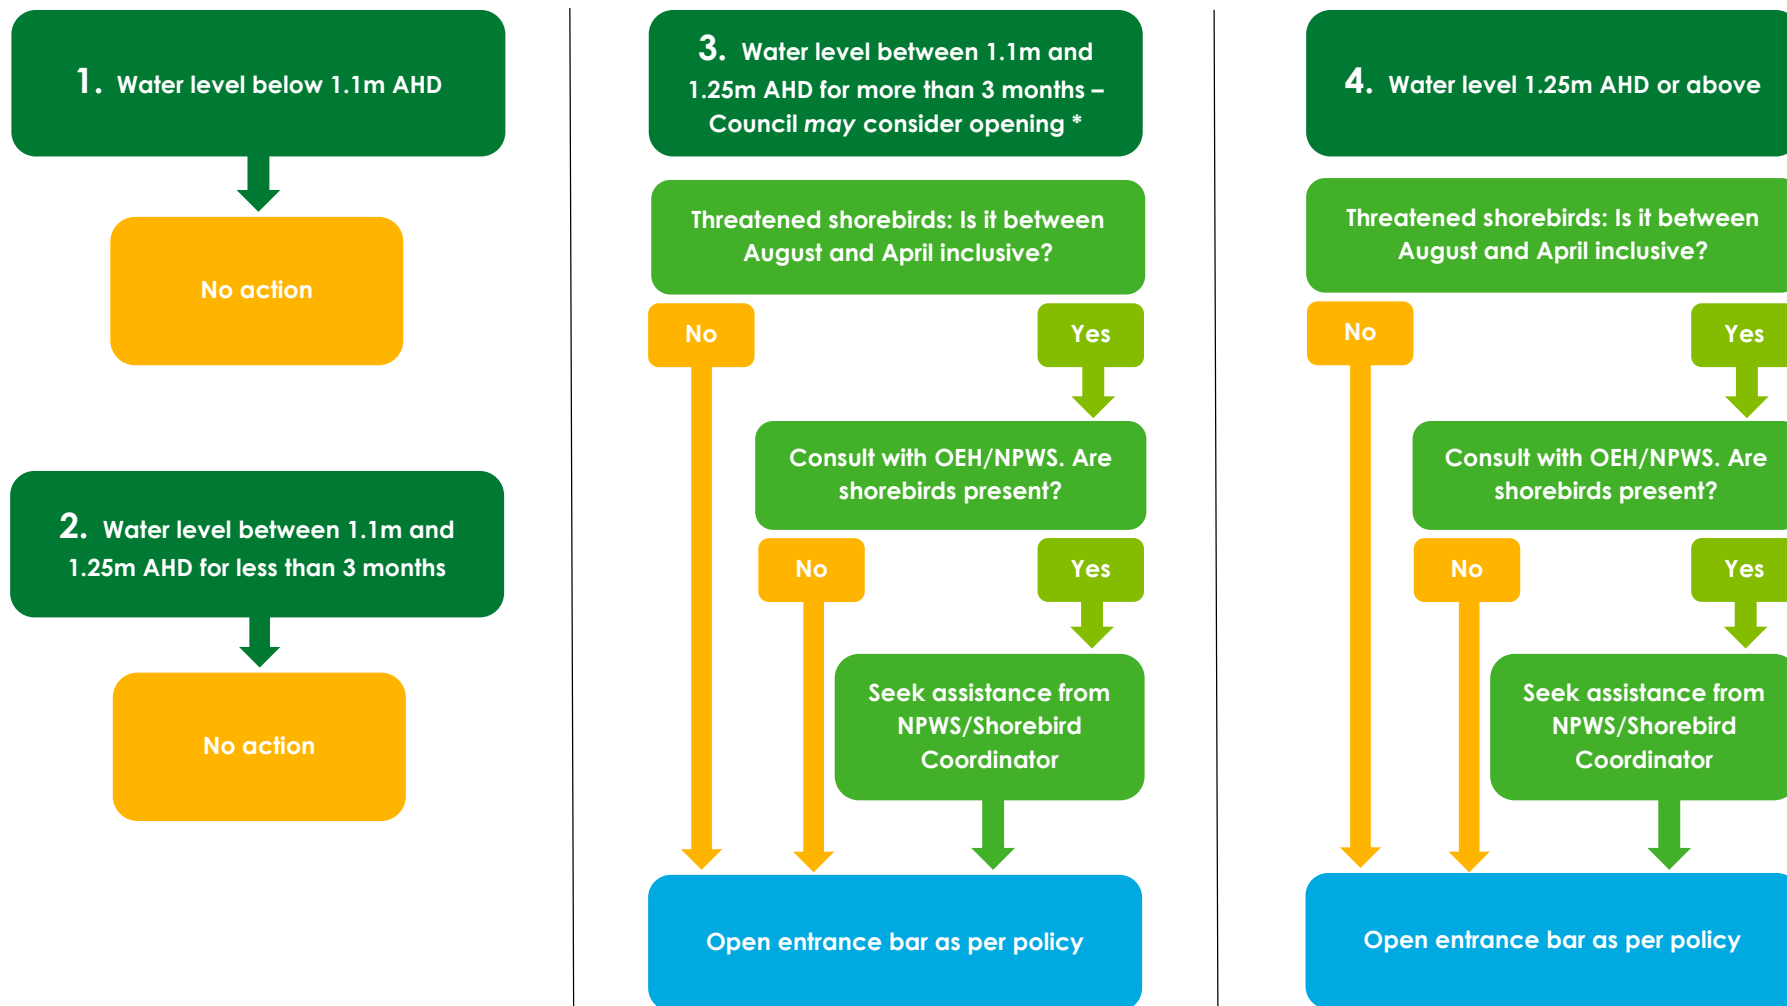 1. Water level below 1.1m AHD
No action
2. Water level between 1.1m and
1.25m AHD for less than 3 months
No action
3. Water level between 1.1m and
1.25m AHD for more than 3 months –
Council may consider opening *
Threatened shorebirds: Is it between
August and April inclusive?
No
Yes
Consult with OEH/NPWS. Are
shorebirds present?
No
Yes
Seek assistance from
NPWS/Shorebird
Coordinator
Open entrance bar as per policy
4. Water level 1.25m AHD or above
Threatened shorebirds: Is it between
August and April inclusive?
No
Yes
Consult with OEH/NPWS. Are
shorebirds present?
No
Yes
Seek assistance from
NPWS/Shorebird
Coordinator
Open entrance bar as per policy